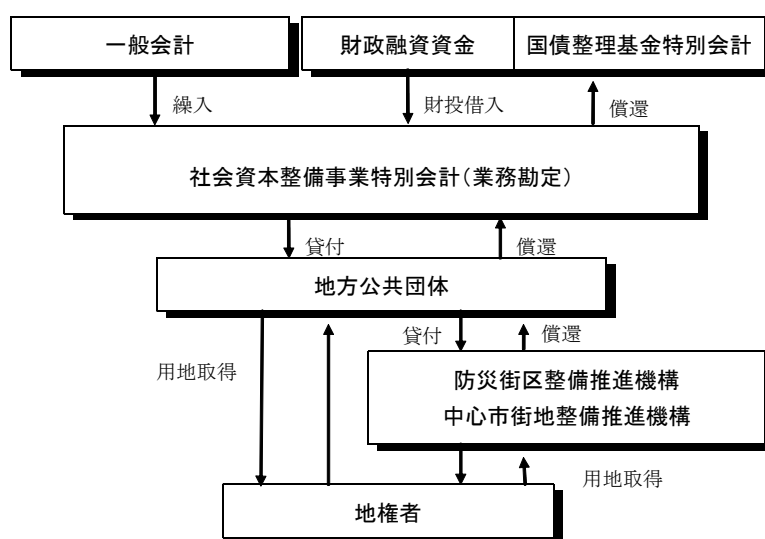 一般会計
財政融資資金
国債整理基金特別会計
繰入
財投借入
償還
社会資本整備事業特別会計(業務勘定)
貸付
償還
地方公共団体
貸付
償還
用地取得
防災街区整備推進機構
中心市街地整備推進機構
用地取得
地権者